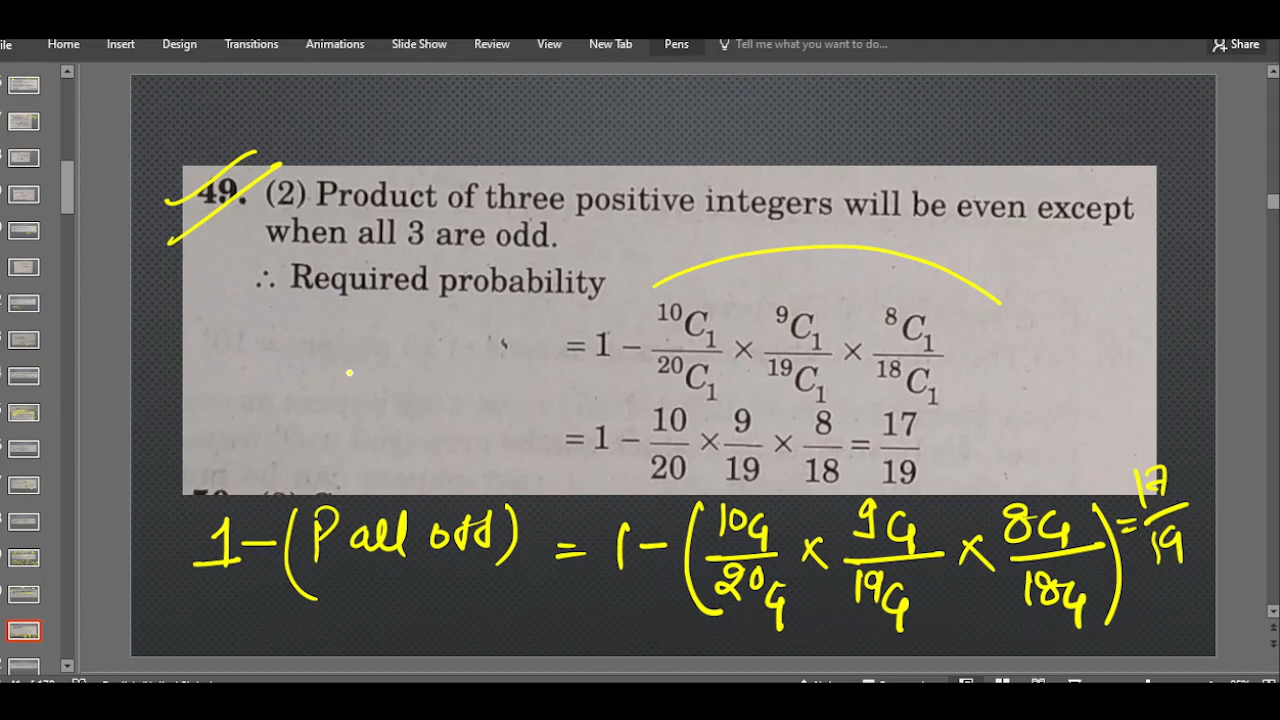 ile Home Insert Design Transitions Animations Slide Show Review View New Tab Pens Tell me what you want to do... Share
49. (2) Product of three positive integers will be even except
when all 3 are odd.
∴ Required probability
= 1 − ¹⁰C₁/²⁰C₁ × ⁹C₁/¹⁹C₁ × ⁸C₁/¹⁸C₁
= 1 − 10/20 × 9/19 × 8/18 = 17/19
1 − (P all odd) = 1 − (10C₁/20C₁ × 9C₁/19C₁ × 8C₁/18C₁) = 17/19